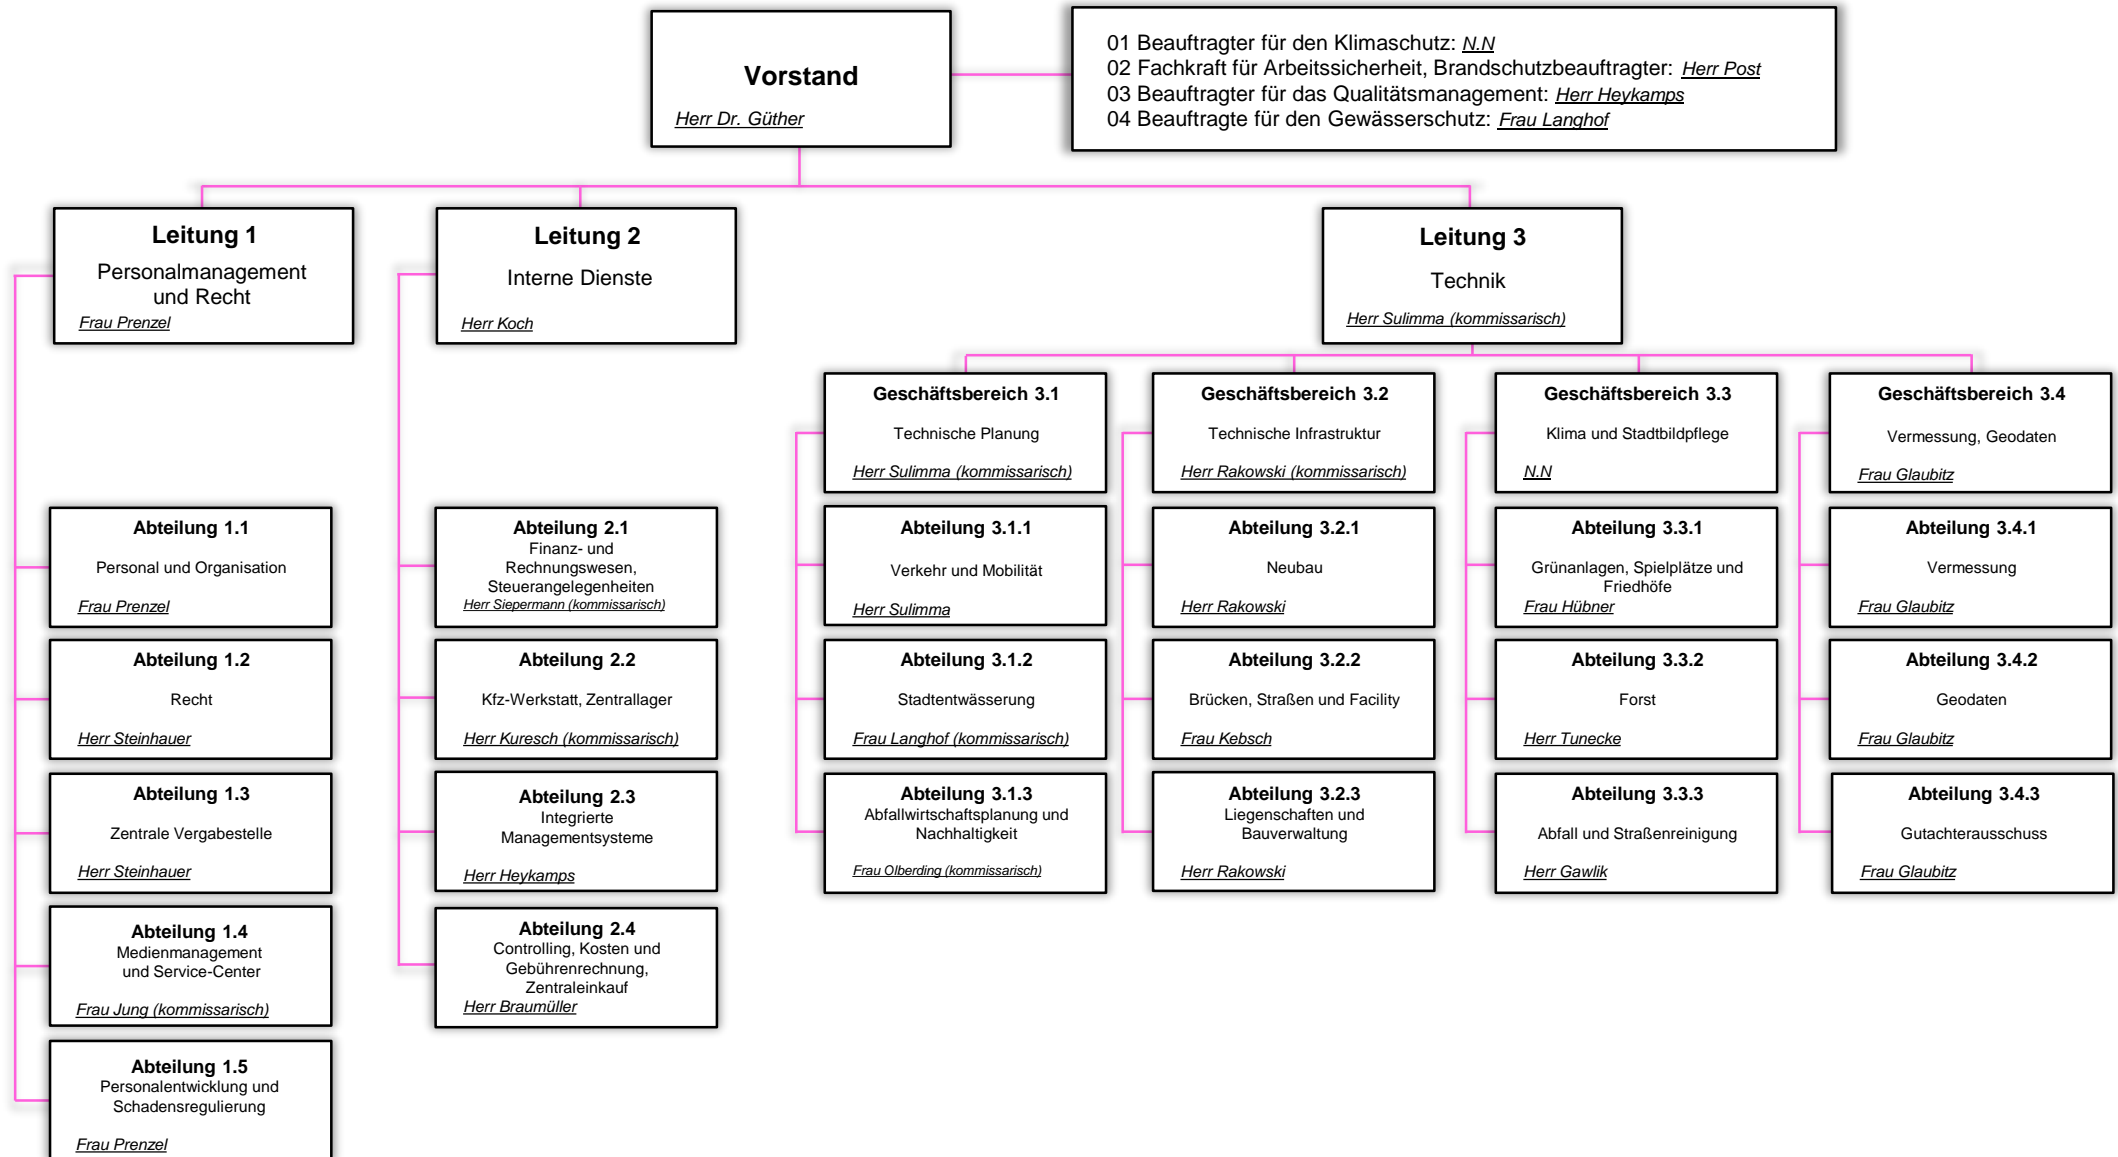 Vorstand
Herr Dr. Güther
01 Beauftragter für den Klimaschutz: N.N
02 Fachkraft für Arbeitssicherheit, Brandschutzbeauftragter: Herr Post
03 Beauftragter für das Qualitätsmanagement: Herr Heykamps
04 Beauftragte für den Gewässerschutz: Frau Langhof
Leitung 1
Personalmanagement
und Recht
Frau Prenzel
Leitung 2
Interne Dienste
Herr Koch
Leitung 3
Technik
Herr Sulimma (kommissarisch)
Geschäftsbereich 3.1
Technische Planung
Herr Sulimma (kommissarisch)
Geschäftsbereich 3.2
Technische Infrastruktur
Herr Rakowski (kommissarisch)
Geschäftsbereich 3.3
Klima und Stadtbildpflege
N.N
Geschäftsbereich 3.4
Vermessung, Geodaten
Frau Glaubitz
Abteilung 1.1
Personal und Organisation
Frau Prenzel
Abteilung 2.1
Finanz- und
Rechnungswesen,
Steuerangelegenheiten
Herr Siepermann (kommissarisch)
Abteilung 3.1.1
Verkehr und Mobilität
Herr Sulimma
Abteilung 3.2.1
Neubau
Herr Rakowski
Abteilung 3.3.1
Grünanlagen, Spielplätze und
Friedhöfe
Frau Hübner
Abteilung 3.4.1
Vermessung
Frau Glaubitz
Abteilung 1.2
Recht
Herr Steinhauer
Abteilung 2.2
Kfz-Werkstatt, Zentrallager
Herr Kuresch (kommissarisch)
Abteilung 3.1.2
Stadtentwässerung
Frau Langhof (kommissarisch)
Abteilung 3.2.2
Brücken, Straßen und Facility
Frau Kebsch
Abteilung 3.3.2
Forst
Herr Tunecke
Abteilung 3.4.2
Geodaten
Frau Glaubitz
Abteilung 1.3
Zentrale Vergabestelle
Herr Steinhauer
Abteilung 2.3
Integrierte
Managementsysteme
Herr Heykamps
Abteilung 3.1.3
Abfallwirtschaftsplanung und
Nachhaltigkeit
Frau Olberding (kommissarisch)
Abteilung 3.2.3
Liegenschaften und
Bauverwaltung
Herr Rakowski
Abteilung 3.3.3
Abfall und Straßenreinigung
Herr Gawlik
Abteilung 3.4.3
Gutachterausschuss
Frau Glaubitz
Abteilung 1.4
Medienmanagement
und Service-Center
Frau Jung (kommissarisch)
Abteilung 2.4
Controlling, Kosten und
Gebührenrechnung,
Zentraleinkauf
Herr Braumüller
Abteilung 1.5
Personalentwicklung und
Schadensregulierung
Frau Prenzel